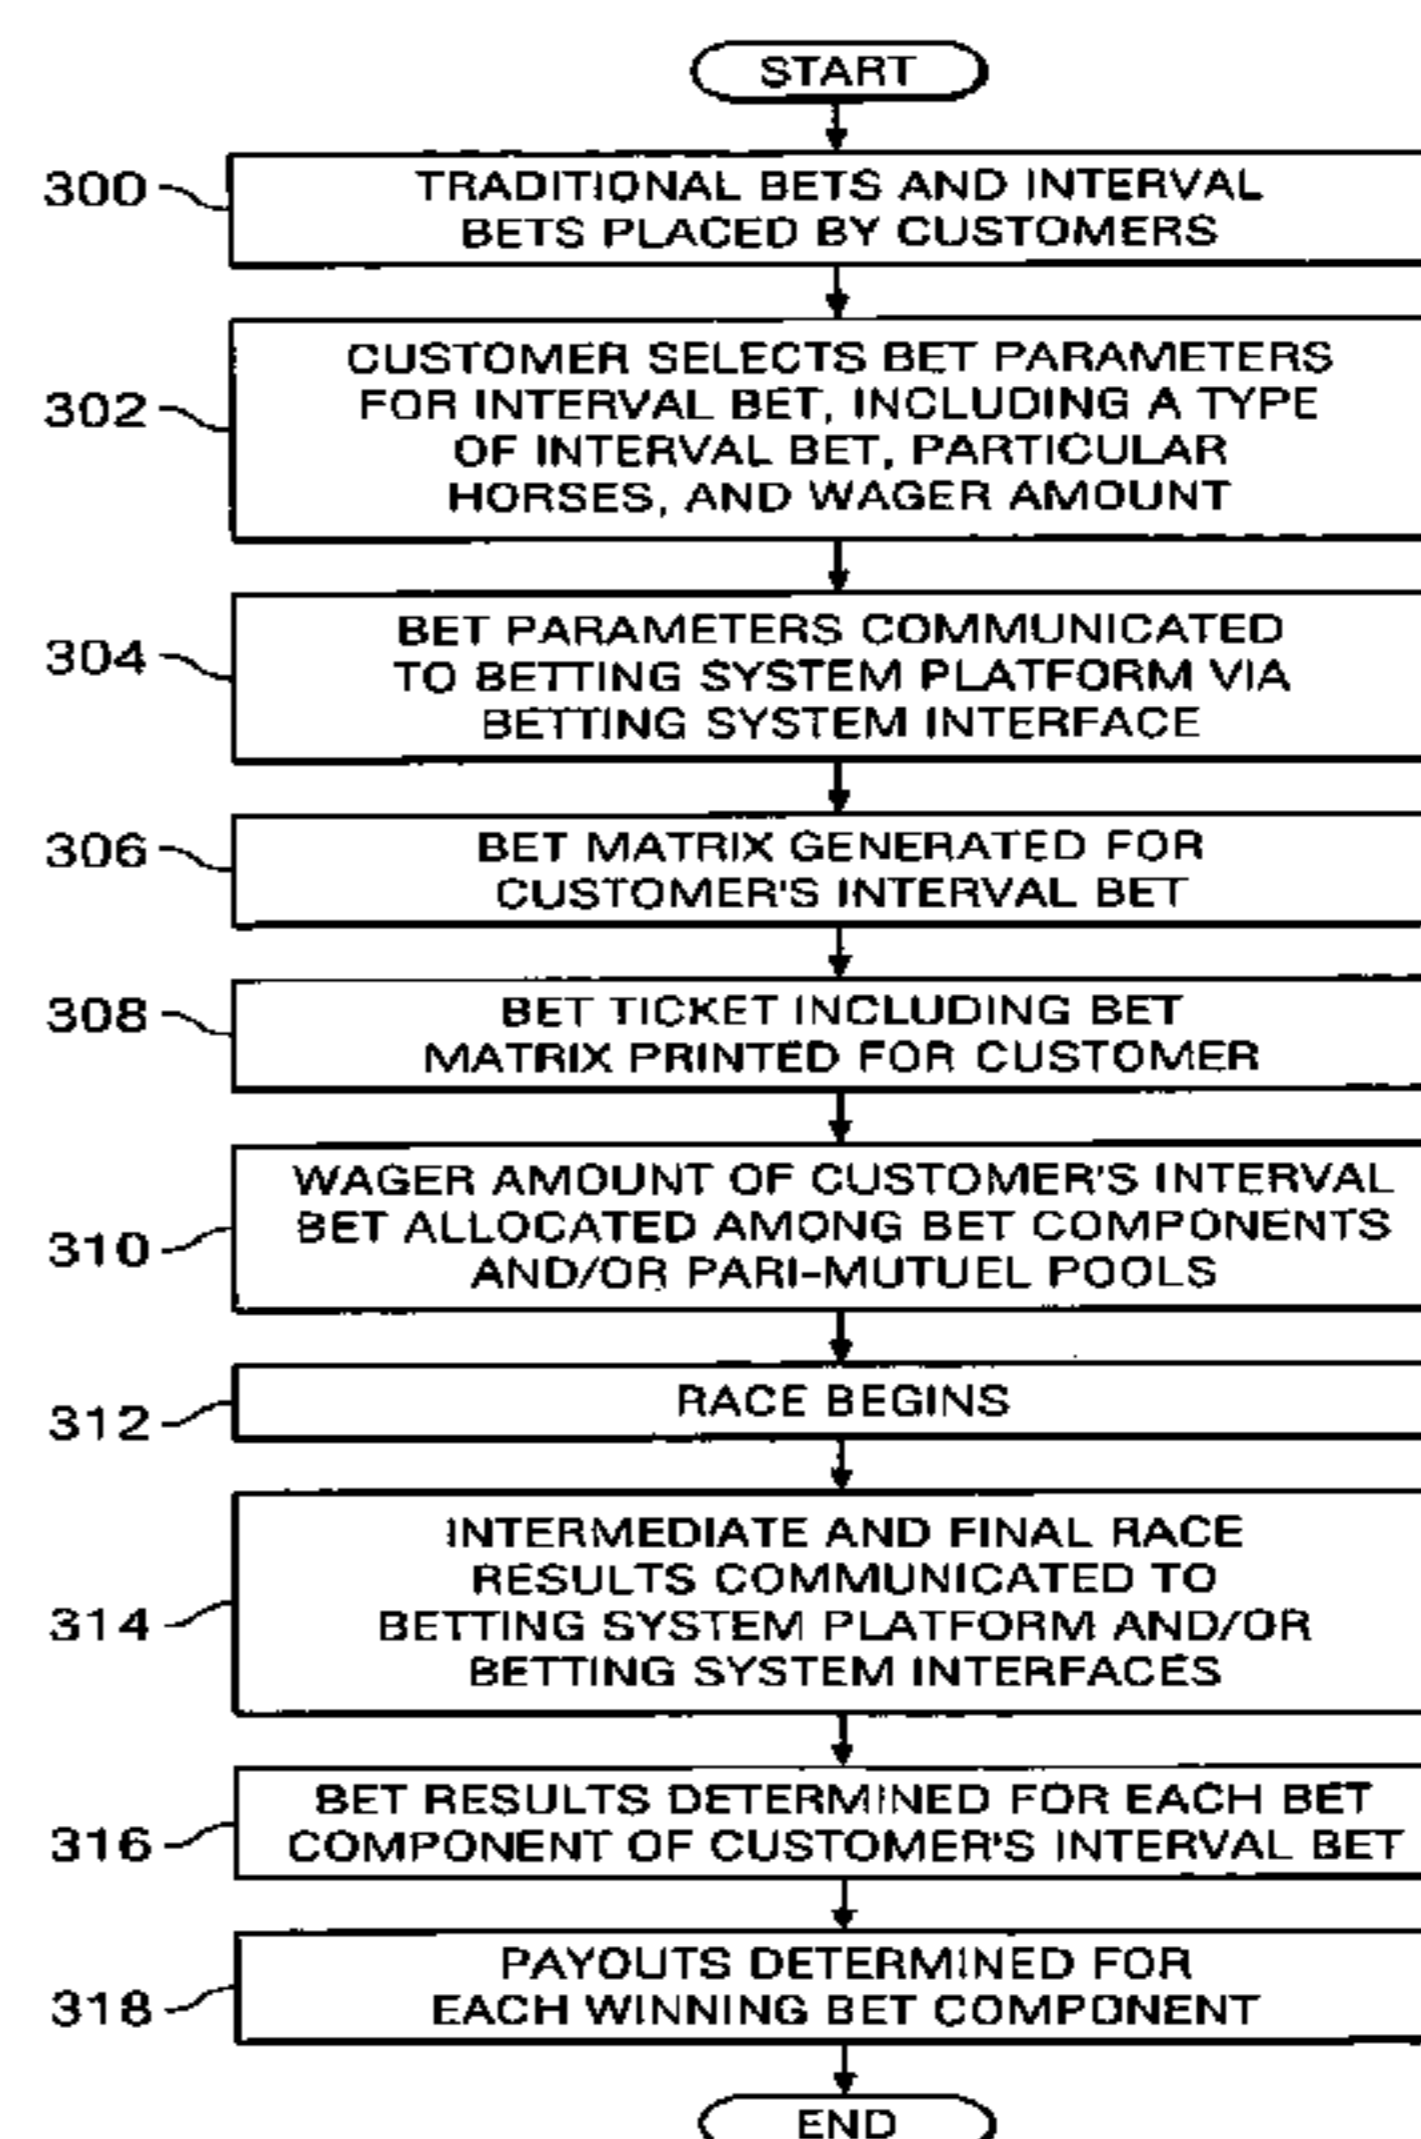 START
300
TRADITIONAL BETS AND INTERVAL
BETS PLACED BY CUSTOMERS
302
CUSTOMER SELECTS BET PARAMETERS
FOR INTERVAL BET, INCLUDING A TYPE
OF INTERVAL BET, PARTICULAR
HORSES, AND WAGER AMOUNT
304
BET PARAMETERS COMMUNICATED
TO BETTING SYSTEM PLATFORM VIA
BETTING SYSTEM INTERFACE
306
BET MATRIX GENERATED FOR
CUSTOMER'S INTERVAL BET
308
BET TICKET INCLUDING BET
MATRIX PRINTED FOR CUSTOMER
310
WAGER AMOUNT OF CUSTOMER'S INTERVAL
BET ALLOCATED AMONG BET COMPONENTS
AND/OR PARI-MUTUEL POOLS
312
RACE BEGINS
314
INTERMEDIATE AND FINAL RACE
RESULTS COMMUNICATED TO
BETTING SYSTEM PLATFORM AND/OR
BETTING SYSTEM INTERFACES
316
BET RESULTS DETERMINED FOR EACH BET
COMPONENT OF CUSTOMER'S INTERVAL BET
318
PAYOUTS DETERMINED FOR
EACH WINNING BET COMPONENT
END